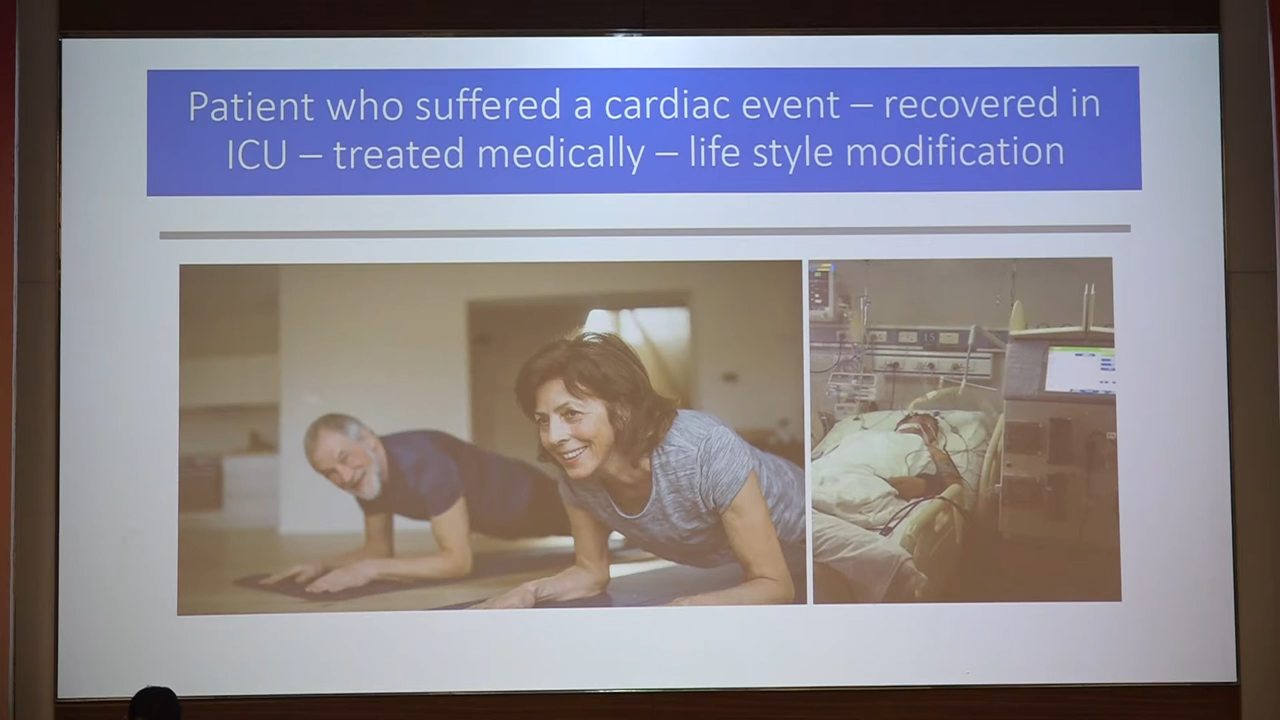 Patient who suffered a cardiac event – recovered in
ICU – treated medically – life style modification